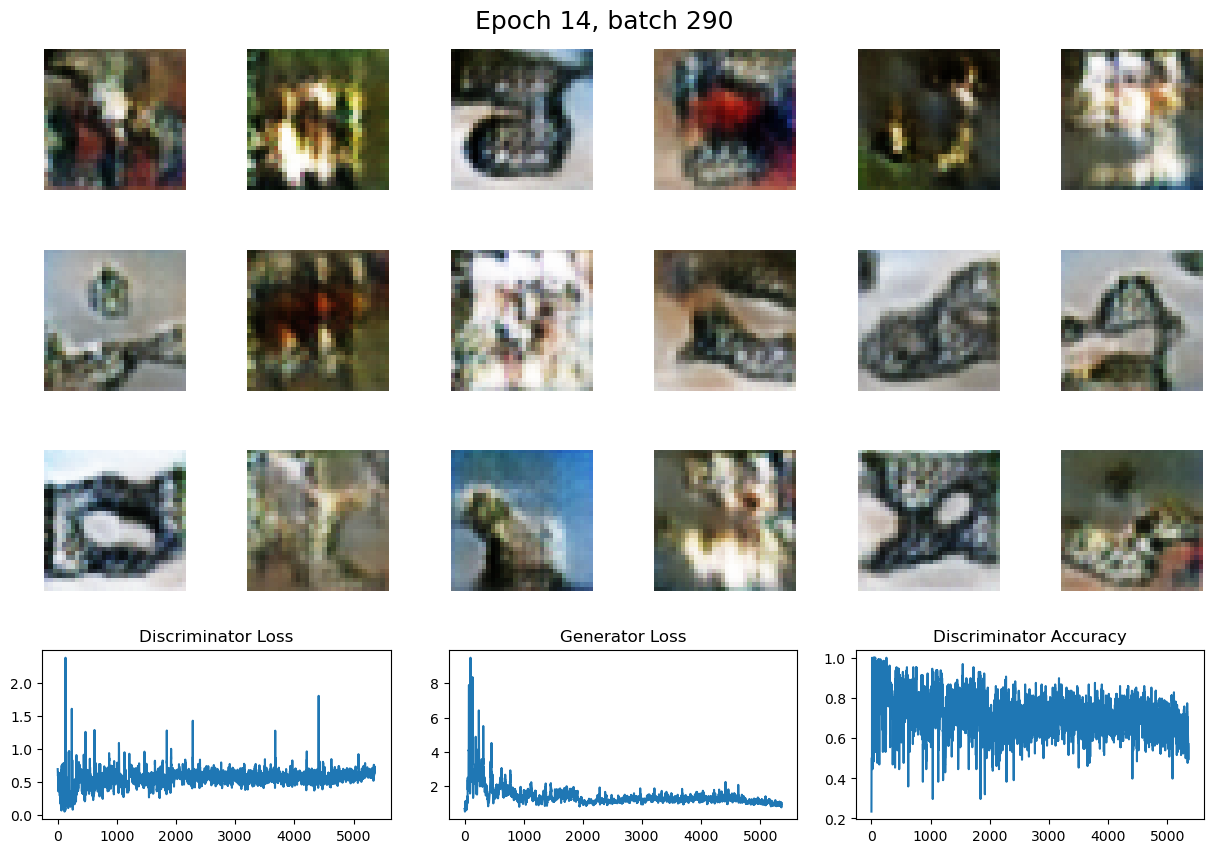 Epoch 14, batch 290
Discriminator Loss
Generator Loss
Discriminator Accuracy
2.0
1.5
1.0
0.5
0.0
0 1000 2000 3000 4000 5000
8
6
4
2
0 1000 2000 3000 4000 5000
1.0
0.8
0.6
0.4
0.2
0 1000 2000 3000 4000 5000